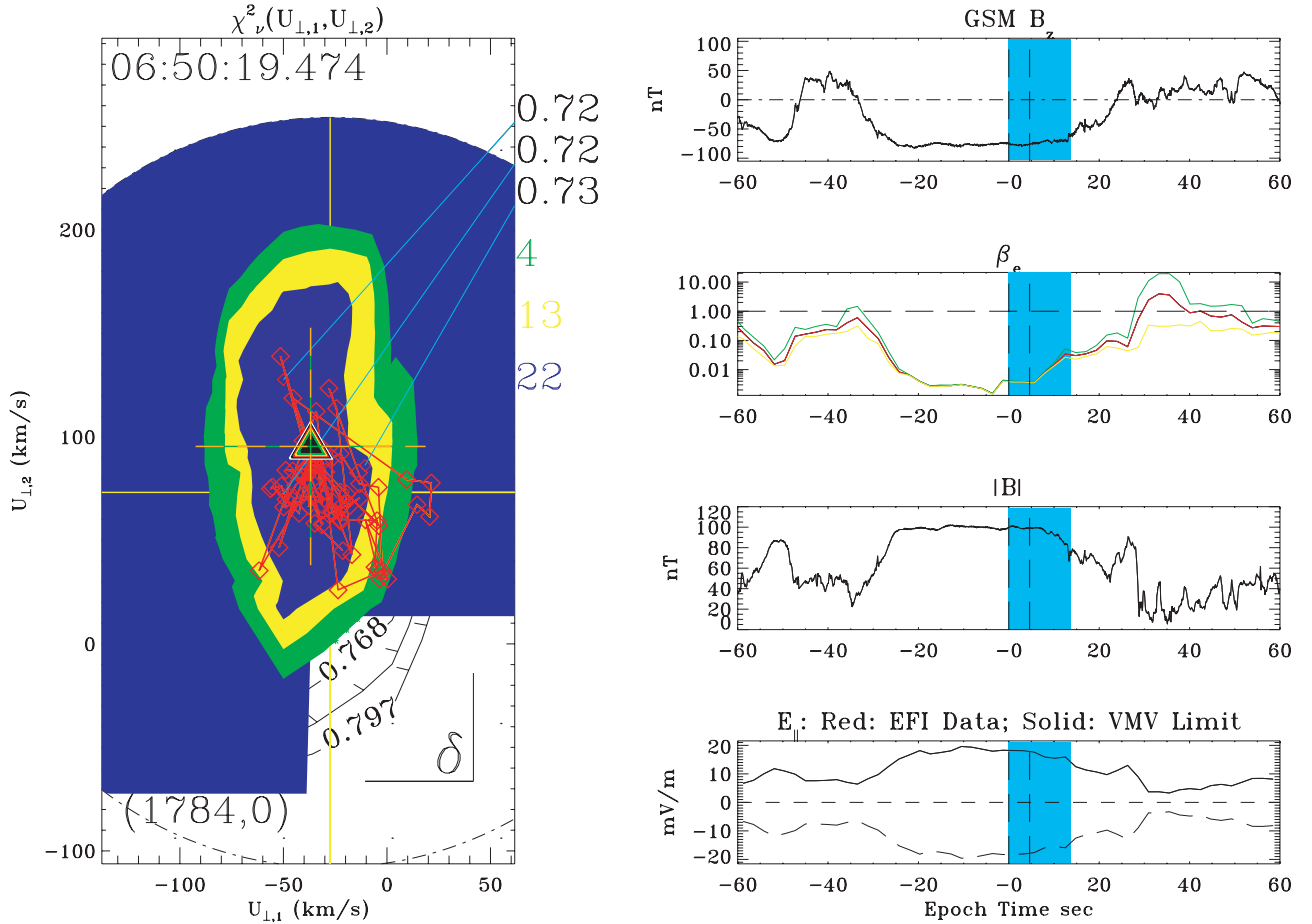 χ²ᵥ(U⊥,1,U⊥,2)
06:50:19.474
0.72
0.72
0.73
4
13
22
0.768
0.797
δ
(1784,0)
200
100
0
-100
U⊥,2 (km/s)
-100 -50 0 50
U⊥,1 (km/s)
GSM B_z
100
50
0
-50
-100
nT
-60 -40 -20 -0 20 40 60
β_e
10.00
1.00
0.10
0.01
-60 -40 -20 -0 20 40 60
|B|
120
100
80
60
40
20
0
nT
-60 -40 -20 -0 20 40 60
E_||: Red: EFI Data; Solid: VMV Limit
20
10
0
-10
-20
mV/m
-60 -40 -20 -0 20 40 60
Epoch Time sec